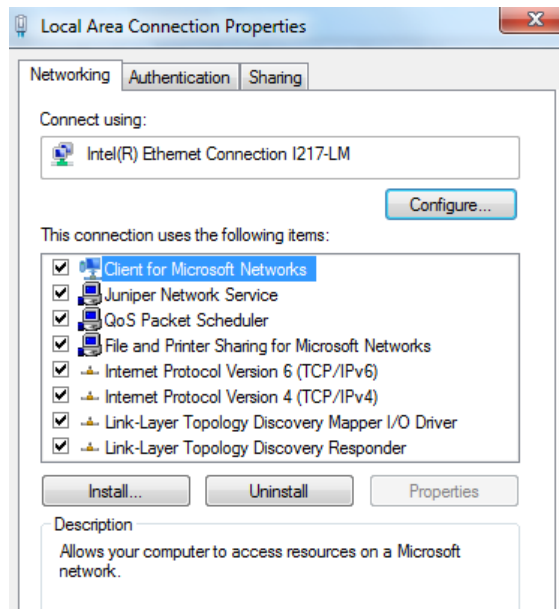 Local Area Connection Properties
Networking Authentication Sharing
Connect using:
Intel(R) Ethernet Connection I217-LM
Configure...
This connection uses the following items:
Client for Microsoft Networks
Juniper Network Service
QoS Packet Scheduler
File and Printer Sharing for Microsoft Networks
Internet Protocol Version 6 (TCP/IPv6)
Internet Protocol Version 4 (TCP/IPv4)
Link-Layer Topology Discovery Mapper I/O Driver
Link-Layer Topology Discovery Responder
Install... Uninstall Properties
Description
Allows your computer to access resources on a Microsoft
network.